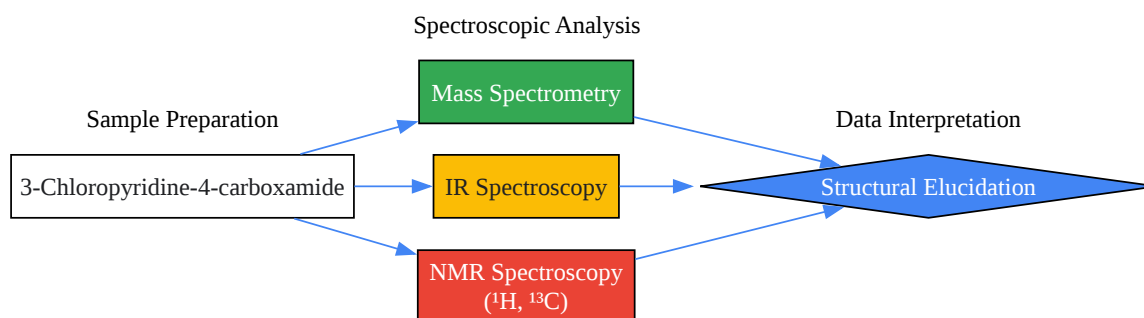 Spectroscopic Analysis
Mass Spectrometry
Sample Preparation
Data Interpretation
3-Chloropyridine-4-carboxamide
IR Spectroscopy
Structural Elucidation
NMR Spectroscopy
(¹H, ¹³C)